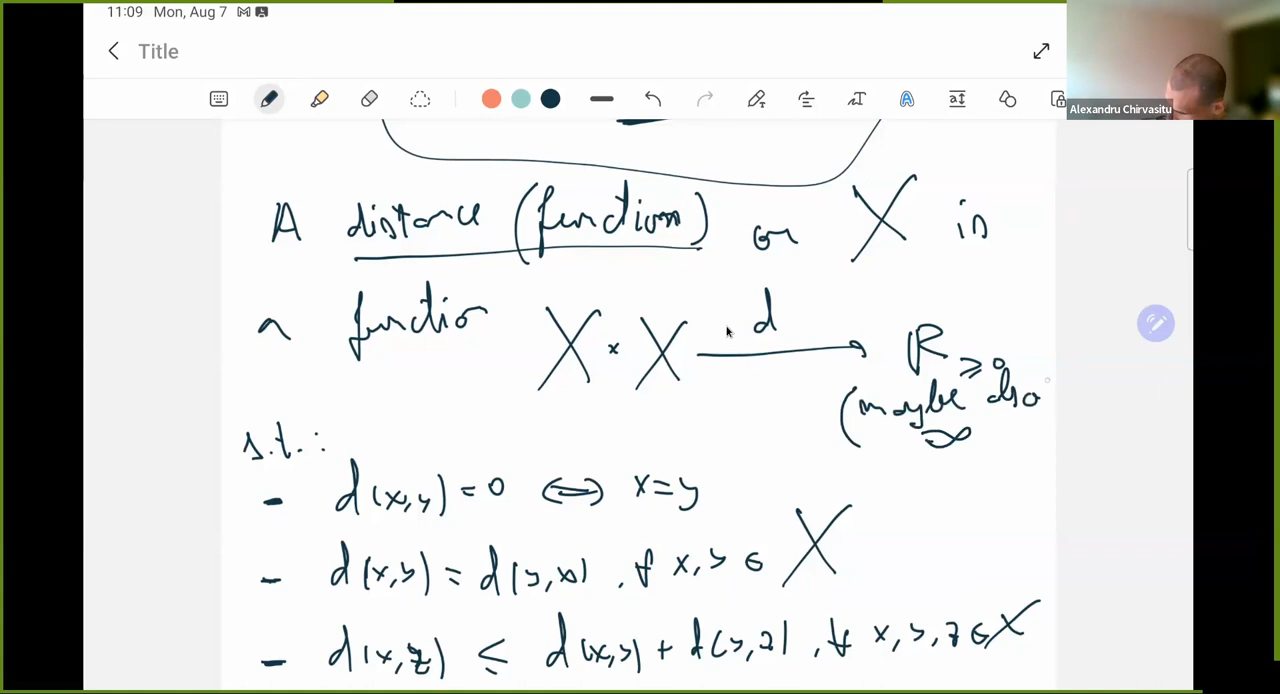 11:09 Mon, Aug 7
Title
Alexandru Chirvasitu
A distance (function) on X is
a function X × X d → ℝ ≥ 0
(maybe also
∞
s.t.:
- d(x,y) = 0 ⟺ x=y
- d(x,y) = d(y,x), ∀ x,y ∈ X
- d(x,z) ≤ d(x,y) + d(y,z), ∀ x,y,z ∈ X